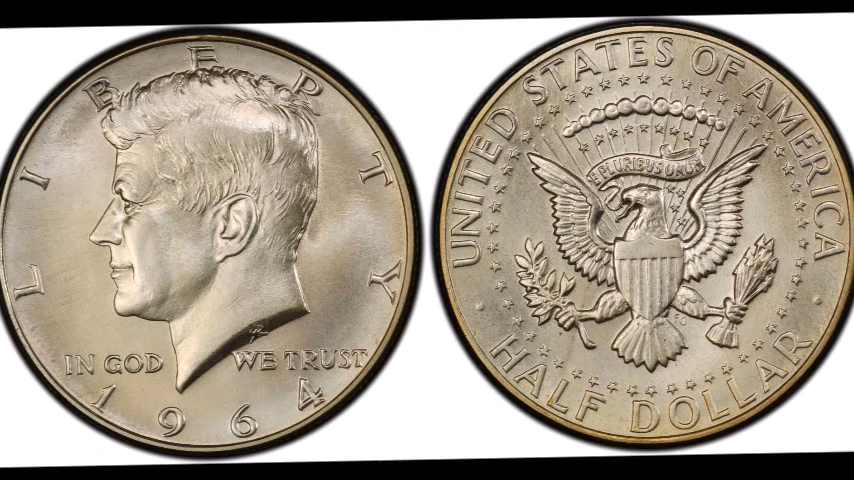 LIBERTY
IN GOD WE TRUST
1964
UNITED STATES OF AMERICA
E PLURIBUS UNUM
HALF DOLLAR